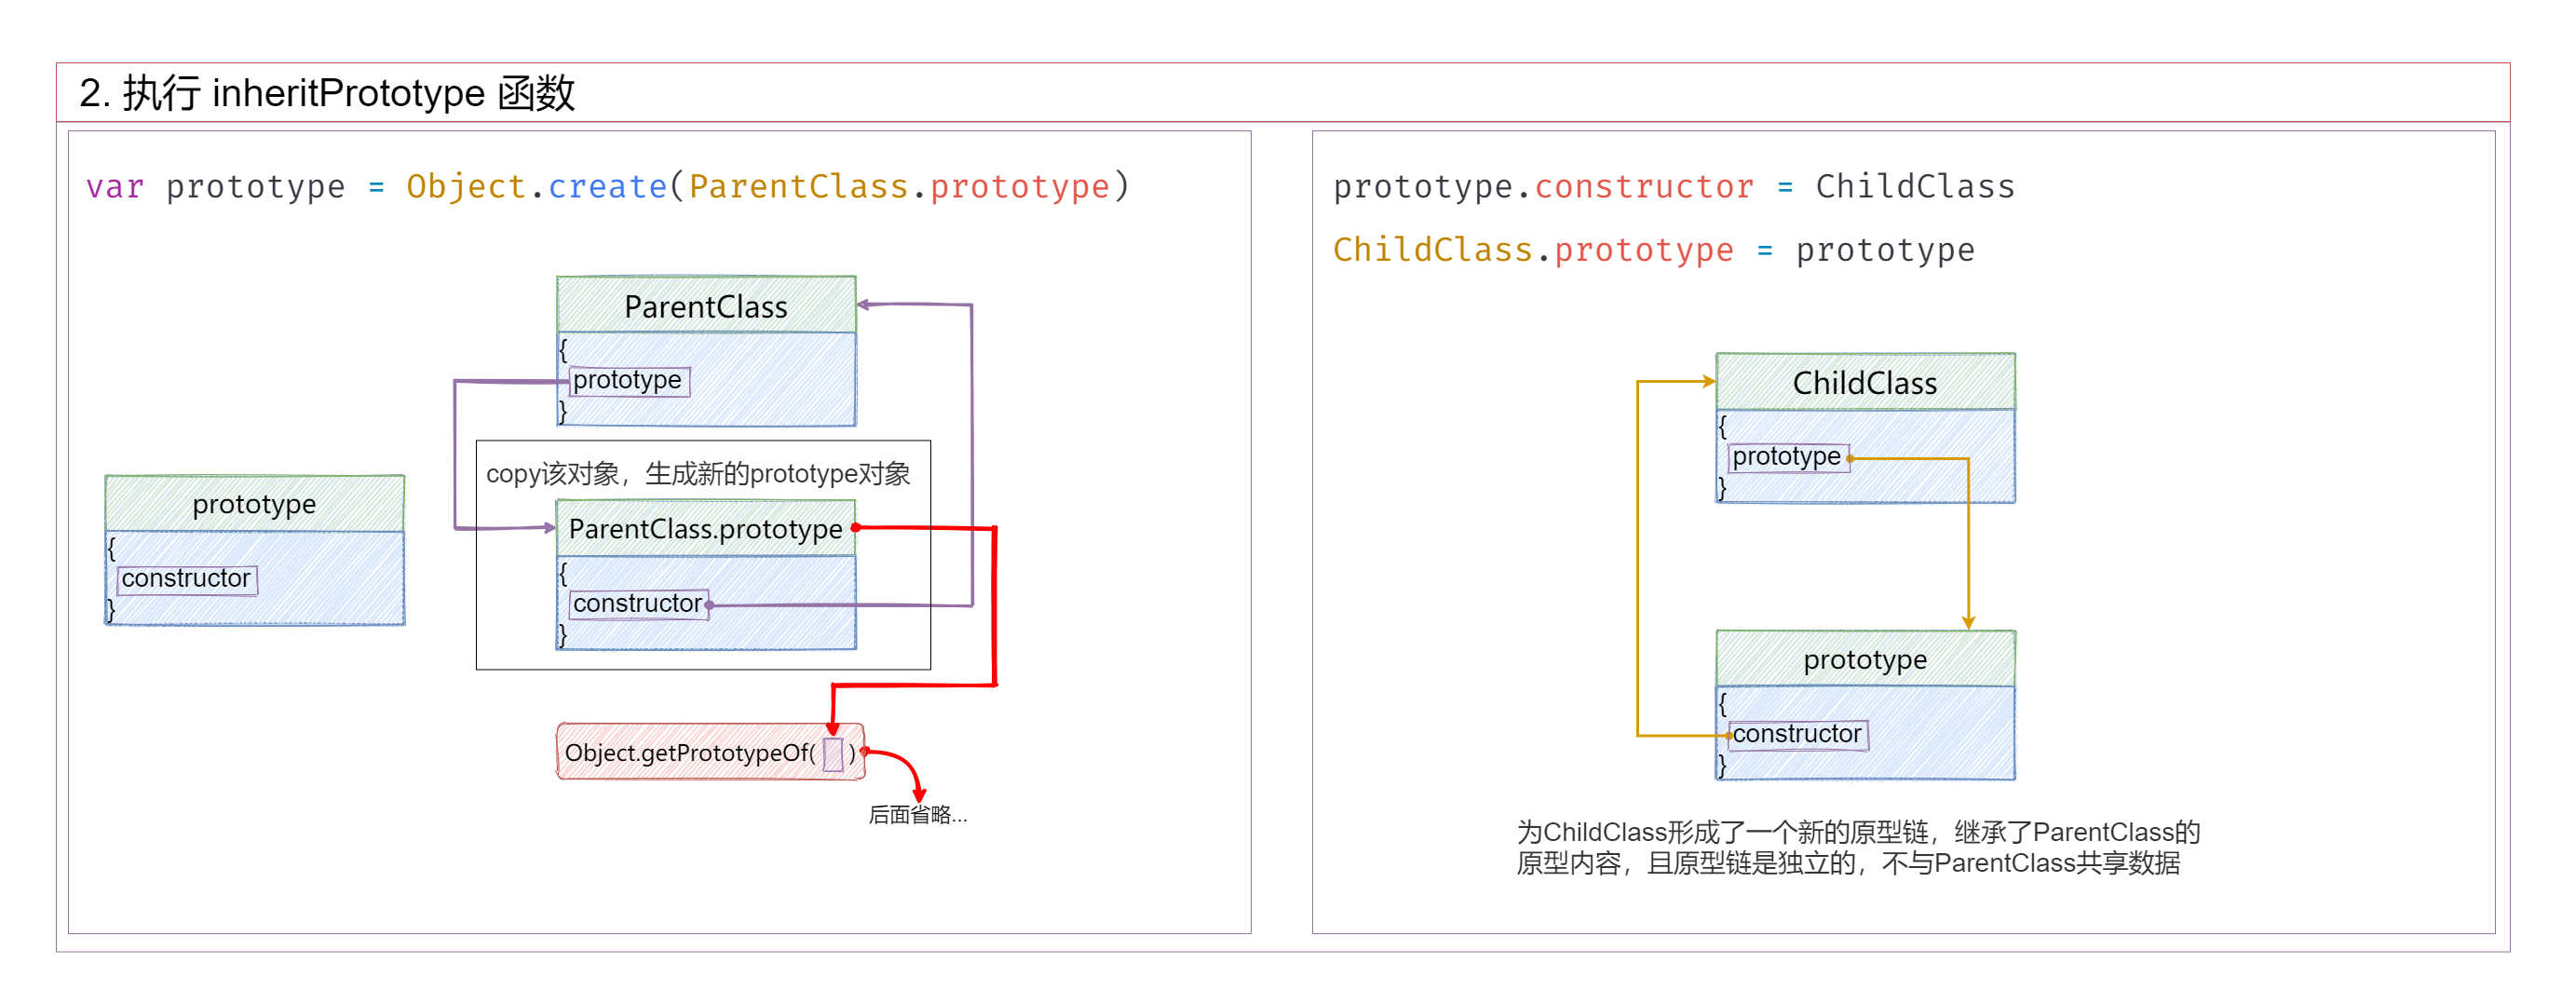 2. 执行 inheritPrototype 函数
var prototype = Object.create(ParentClass.prototype)
ParentClass
{
prototype
}
copy该对象，生成新的prototype对象
prototype
{
constructor
}
ParentClass.prototype
{
constructor
}
Object.getPrototypeOf( )
后面省略...
prototype.constructor = ChildClass
ChildClass.prototype = prototype
ChildClass
{
prototype
}
prototype
{
constructor
}
为ChildClass形成了一个新的原型链，继承了ParentClass的
原型内容，且原型链是独立的，不与ParentClass共享数据